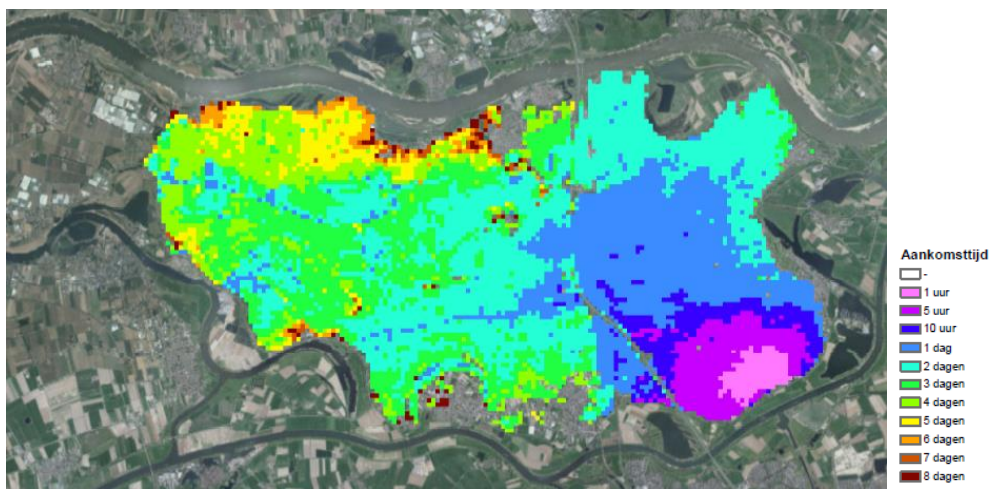 Aankomsttijd
-
1 uur
5 uur
10 uur
1 dag
2 dagen
3 dagen
4 dagen
5 dagen
6 dagen
7 dagen
8 dagen